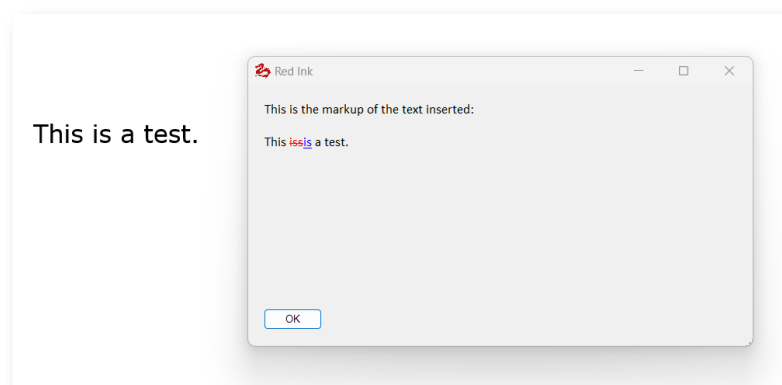 This is a test.
Red Ink
This is the markup of the text inserted:
This issis a test.
OK